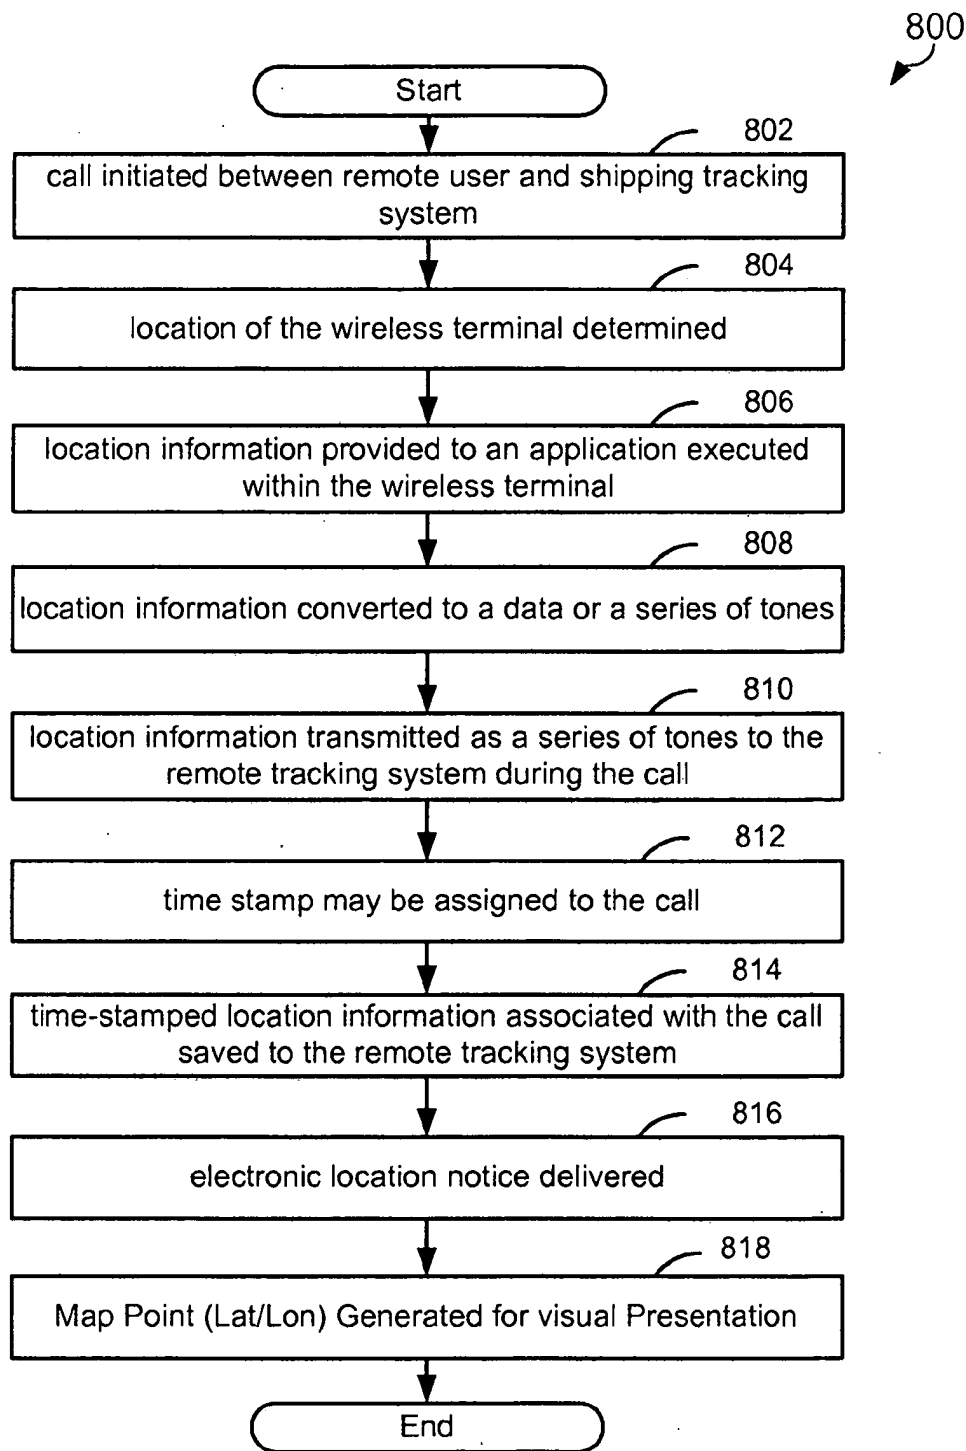 800
Start
802
call initiated between remote user and shipping tracking
system
804
location of the wireless terminal determined
806
location information provided to an application executed
within the wireless terminal
808
location information converted to a data or a series of tones
810
location information transmitted as a series of tones to the
remote tracking system during the call
812
time stamp may be assigned to the call
814
time-stamped location information associated with the call
saved to the remote tracking system
816
electronic location notice delivered
818
Map Point (Lat/Lon) Generated for visual Presentation
End